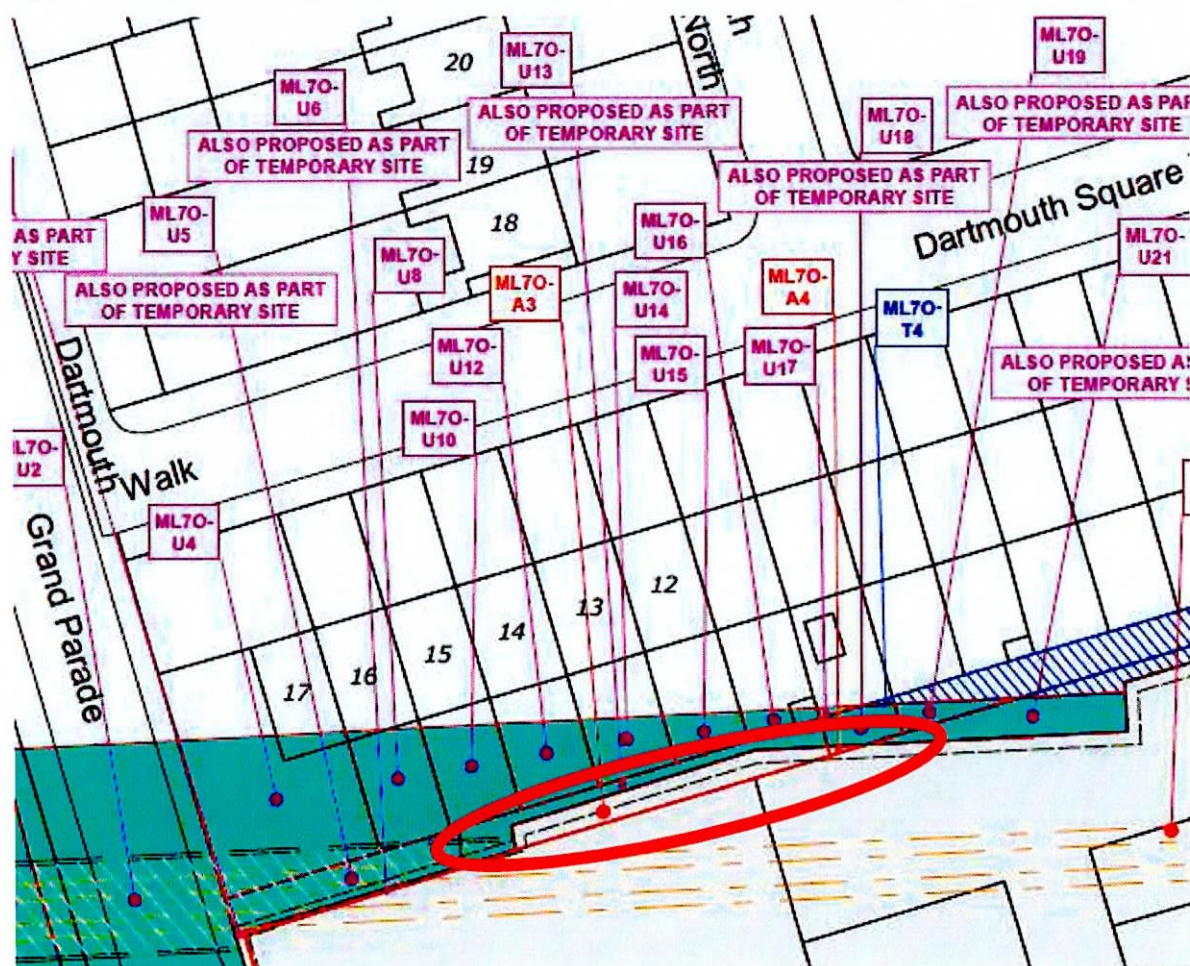 20
North
ML7O-
U13
ML7O-
U19
ML7O-
U6
ALSO PROPOSED AS PART
OF TEMPORARY SITE
ML7O-
U18
ALSO PROPOSED AS PA
OF TEMPORARY SITE
ALSO PROPOSED AS PART
OF TEMPORARY SITE
19
ALSO PROPOSED AS PART
OF TEMPORARY SITE
Dartmouth Square
ML7O-
U5
18
ML7O-
U16
AS PART
Y SITE
ML7O-
U21
ML7O-
U8
ALSO PROPOSED AS PART
OF TEMPORARY SITE
ML7O-
A3
ML7O-
U14
ML7O-
A4
ML7O-
T4
ML7O-
U12
ML7O-
U15
ML7O-
U17
ALSO PROPOSED AS
OF TEMPORARY S
Dartmouth
Walk
ML7O-
U10
ML7O-
U2
ML7O-
U4
Grand Parade
12
13
14
15
16
17